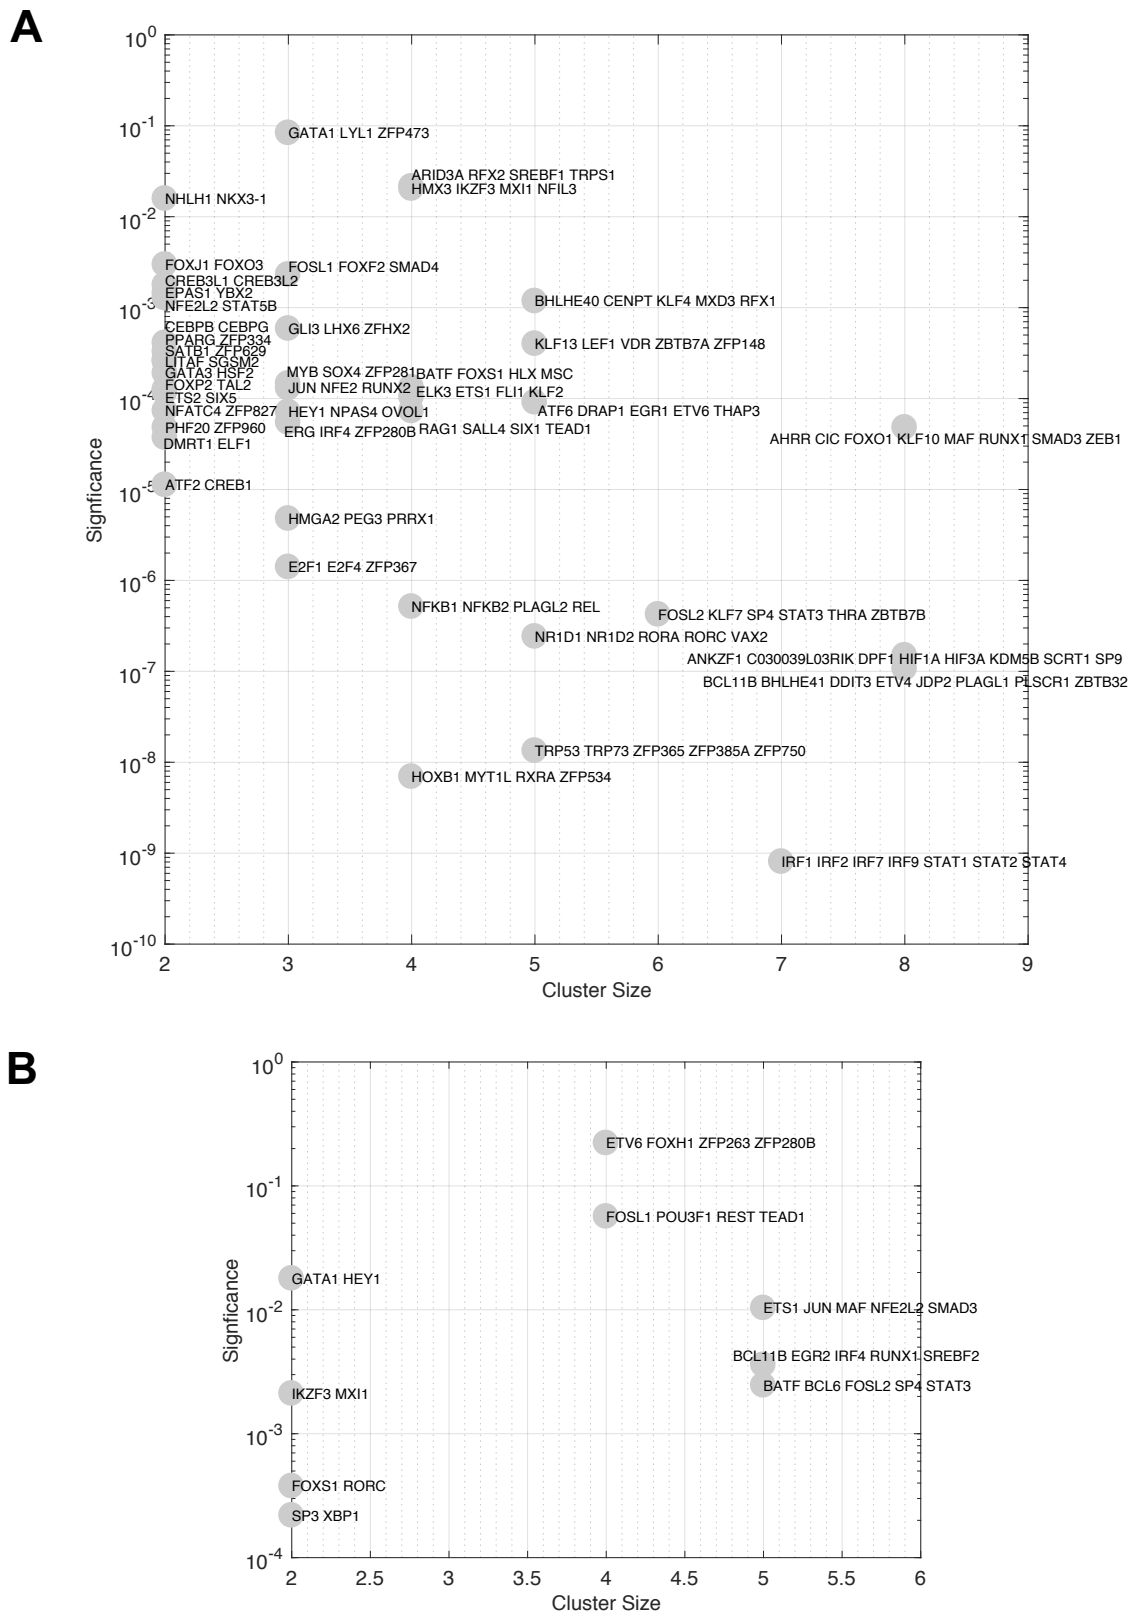 A
10^0
10^-1
10^-2
10^-3
10^-4
10^-5
10^-6
10^-7
10^-8
10^-9
10^-10
Signficance
GATA1 LYL1 ZFP473
ARID3A RFX2 SREBF1 TRPS1
HMX3 IKZF3 MXI1 NFIL3
NHLH1 NKX3-1
FOXJ1 FOXO3
FOSL1 FOXF2 SMAD4
CREB3L1 CREB3L2
EPAS1 YBX2
NFE2L2 STAT5B
BHLHE40 CENPT KLF4 MXD3 RFX1
CEBPB CEBPG
GLI3 LHX6 ZFHX2
PPARG ZFP334
KLF13 LEF1 VDR ZBTB7A ZFP148
SATB1 ZFP629
LITAF SGSM2
GATA3 HSF2
MYB SOX4 ZFP281
BATF FOXS1 HLX MSC
FOXP2 TAL2
JUN NFE2 RUNX2
ELK3 ETS1 FLI1 KLF2
ETS2 SIX5
NFATC4 ZFP827
HEY1 NPAS4 OVOL1
ATF6 DRAP1 EGR1 ETV6 THAP3
PHF20 ZFP960
ERG IRF4 ZFP280B
RAG1 SALL4 SIX1 TEAD1
DMRT1 ELF1
AHRR CIC FOXO1 KLF10 MAF RUNX1 SMAD3 ZEB1
ATF2 CREB1
HMGA2 PEG3 PRRX1
E2F1 E2F4 ZFP367
NFKB1 NFKB2 PLAGL2 REL
FOSL2 KLF7 SP4 STAT3 THRA ZBTB7B
NR1D1 NR1D2 RORA RORC VAX2
ANKZF1 C030039L03RIK DPF1 HIF1A HIF3A KDM5B SCRT1 SP9
BCL11B BHLHE41 DDIT3 ETV4 JDP2 PLAGL1 PLSCR1 ZBTB32
TRP53 TRP73 ZFP365 ZFP385A ZFP750
HOXB1 MYT1L RXRA ZFP534
IRF1 IRF2 IRF7 IRF9 STAT1 STAT2 STAT4
2 3 4 5 6 7 8 9
Cluster Size
B
10^0
10^-1
10^-2
10^-3
10^-4
Signficance
ETV6 FOXH1 ZFP263 ZFP280B
FOSL1 POU3F1 REST TEAD1
GATA1 HEY1
ETS1 JUN MAF NFE2L2 SMAD3
BCL11B EGR2 IRF4 RUNX1 SREBF2
BATF BCL6 FOSL2 SP4 STAT3
IKZF3 MXI1
FOXS1 RORC
SP3 XBP1
2 2.5 3 3.5 4 4.5 5 5.5 6
Cluster Size